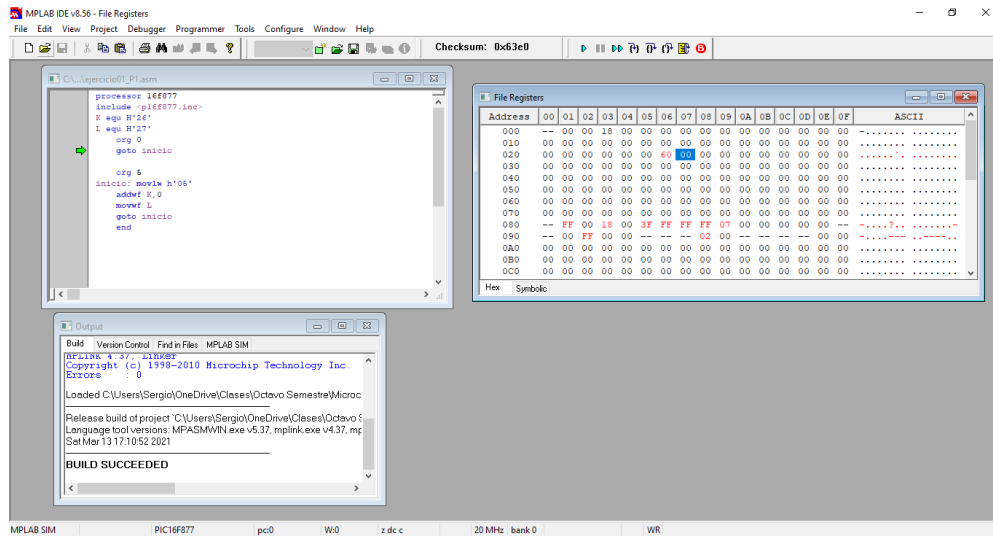 MPLAB IDE v8.56 - File Registers
File Edit View Project Debugger Programmer Tools Configure Window Help
Checksum: 0x63e0
C:\...\ejercicio01_P1.asm
processor 16f877
include <p16f877.inc>
K equ H'26'
L equ H'27'
org 0
goto inicio
org 5
inicio: movlw h'05'
addwf K,0
movwf L
goto inicio
end
File Registers
Address 00 01 02 03 04 05 06 07 08 09 0A 0B 0C 0D 0E 0F ASCII
000 -- 00 00 18 00 00 00 00 00 00 00 00 00 00 00 00 -....... ........
010 00 00 00 00 00 00 00 00 00 00 00 00 00 00 00 00 ........ ........
020 00 00 00 00 00 00 60 00 00 00 00 00 00 00 00 00 ......`. ........
030 00 00 00 00 00 00 00 00 00 00 00 00 00 00 00 00 ........ ........
040 00 00 00 00 00 00 00 00 00 00 00 00 00 00 00 00 ........ ........
050 00 00 00 00 00 00 00 00 00 00 00 00 00 00 00 00 ........ ........
060 00 00 00 00 00 00 00 00 00 00 00 00 00 00 00 00 ........ ........
070 00 00 00 00 00 00 00 00 00 00 00 00 00 00 00 00 ........ ........
080 -- FF 00 18 00 3F FF FF FF 07 00 00 00 00 00 -- -....?.. .......-
090 -- 00 FF 00 00 -- -- -- 02 00 -- -- -- -- 00 00 -....--- ..----..
0A0 00 00 00 00 00 00 00 00 00 00 00 00 00 00 00 00 ........ ........
0B0 00 00 00 00 00 00 00 00 00 00 00 00 00 00 00 00 ........ ........
0C0 00 00 00 00 00 00 00 00 00 00 00 00 00 00 00 00 ........ ........
Hex Symbolic
Output
Build Version Control Find in Files MPLAB SIM
MPLINK 4.37, Linker
Copyright (c) 1998-2010 Microchip Technology Inc.
Errors : 0
Loaded C:\Users\Sergio\OneDrive\Clases\Octavo Semestre\Microc
Release build of project `C:\Users\Sergio\OneDrive\Clases\Octavo S
Language tool versions: MPASMWIN.exe v5.37, mplink.exe v4.37, mp
Sat Mar 13 17:10:52 2021
BUILD SUCCEEDED
MPLAB SIM PIC16F877 pc:0 W:0 z dc c 20 MHz bank 0 WR